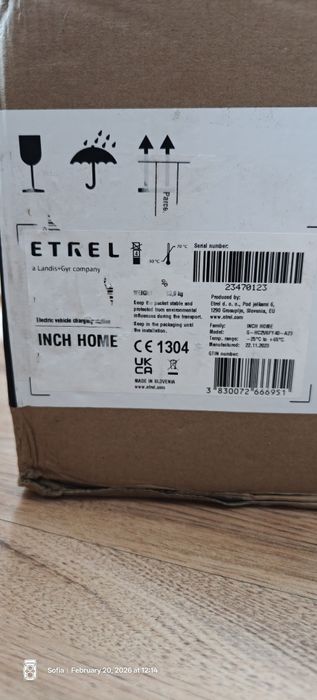 Parce
ETREL
a Landis+Gyr company
70 °C
Serial number:
23470123
Keep the packet stable and
protected from environmental
influences during the transport.
Keep in the packaging until
the installation.
Produced by:
Etrel d. o. o., Pod jelšami 6,
1290 Grosuplje, Slovenia, EU
www.etrel.com
Electric vehicle charging
INCH HOME
CE 1304
UK
CA
MADE IN SLOVENIA
www.etrel.com
Family: INCH HOME
Temp. range: -25°C to +65°C
Manufactured: 22.11.2023
GTIN number:
3 830072 666951
Sofia | February 20, 2026 at 12:14